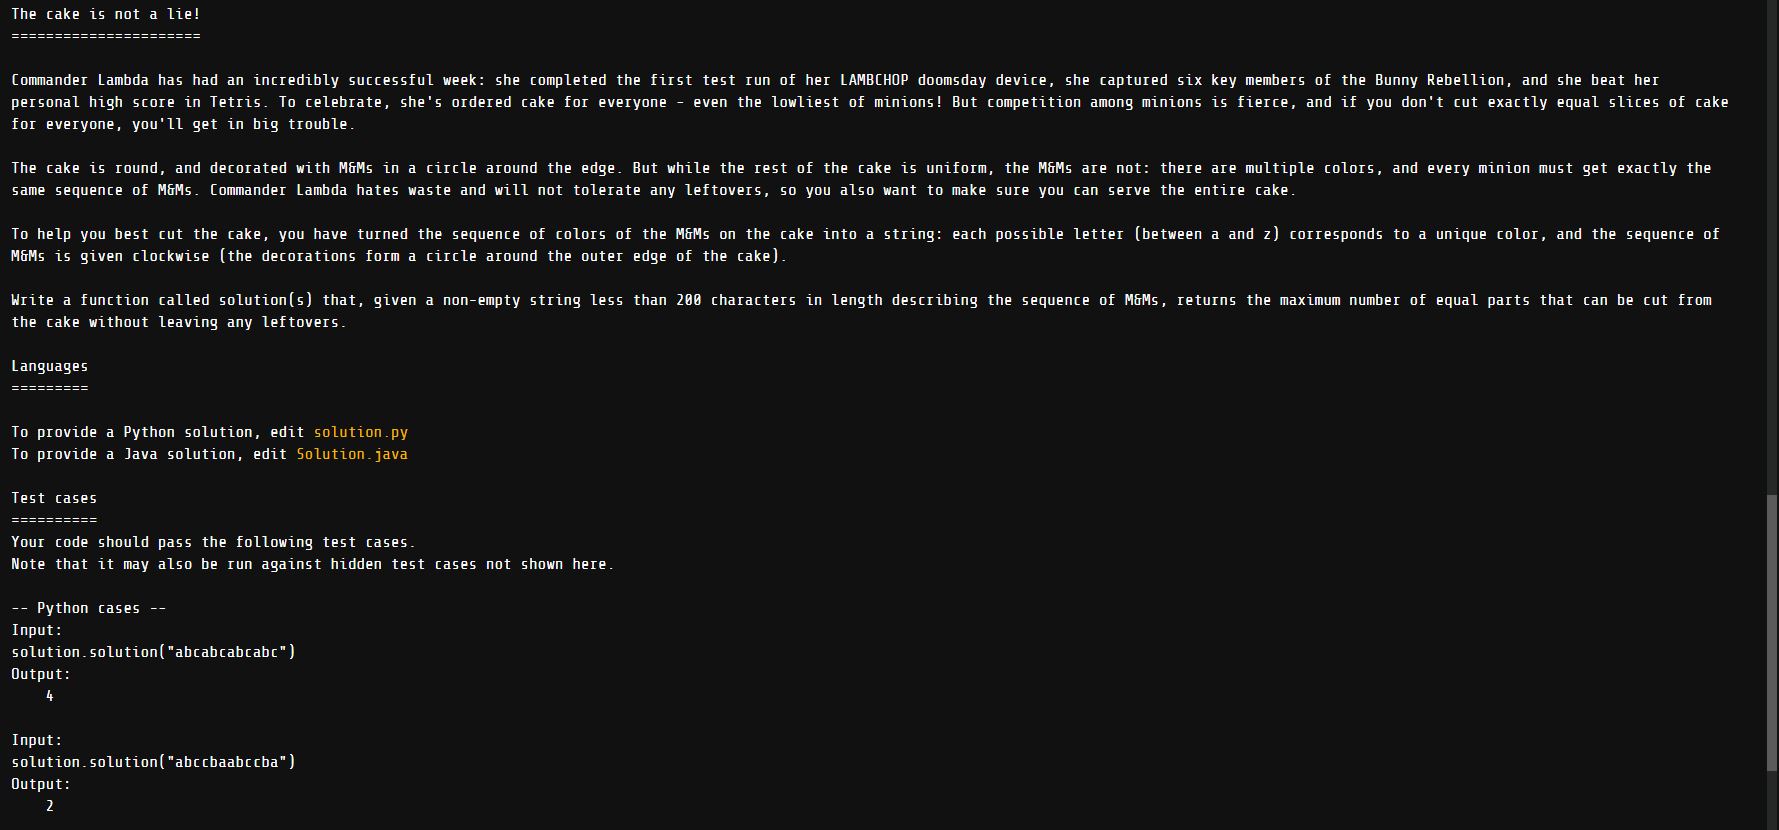 The cake is not a lie!
======================
Commander Lambda has had an incredibly successful week: she completed the first test run of her LAMBCHOP doomsday device, she captured six key members of the Bunny Rebellion, and she beat her
personal high score in Tetris. To celebrate, she's ordered cake for everyone - even the lowliest of minions! But competition among minions is fierce, and if you don't cut exactly equal slices of cake
for everyone, you'll get in big trouble.
The cake is round, and decorated with M&Ms in a circle around the edge. But while the rest of the cake is uniform, the M&Ms are not: there are multiple colors, and every minion must get exactly the
same sequence of M&Ms. Commander Lambda hates waste and will not tolerate any leftovers, so you also want to make sure you can serve the entire cake.
To help you best cut the cake, you have turned the sequence of colors of the M&Ms on the cake into a string: each possible letter (between a and z) corresponds to a unique color, and the sequence of
M&Ms is given clockwise (the decorations form a circle around the outer edge of the cake).
Write a function called solution(s) that, given a non-empty string less than 200 characters in length describing the sequence of M&Ms, returns the maximum number of equal parts that can be cut from
the cake without leaving any leftovers.
Languages
=========
To provide a Python solution, edit solution.py
To provide a Java solution, edit Solution.java
Test cases
==========
Your code should pass the following test cases.
Note that it may also be run against hidden test cases not shown here.
-- Python cases --
Input:
solution.solution("abcabcabcabc")
Output:
4
Input:
solution.solution("abccbaabccba")
Output:
2